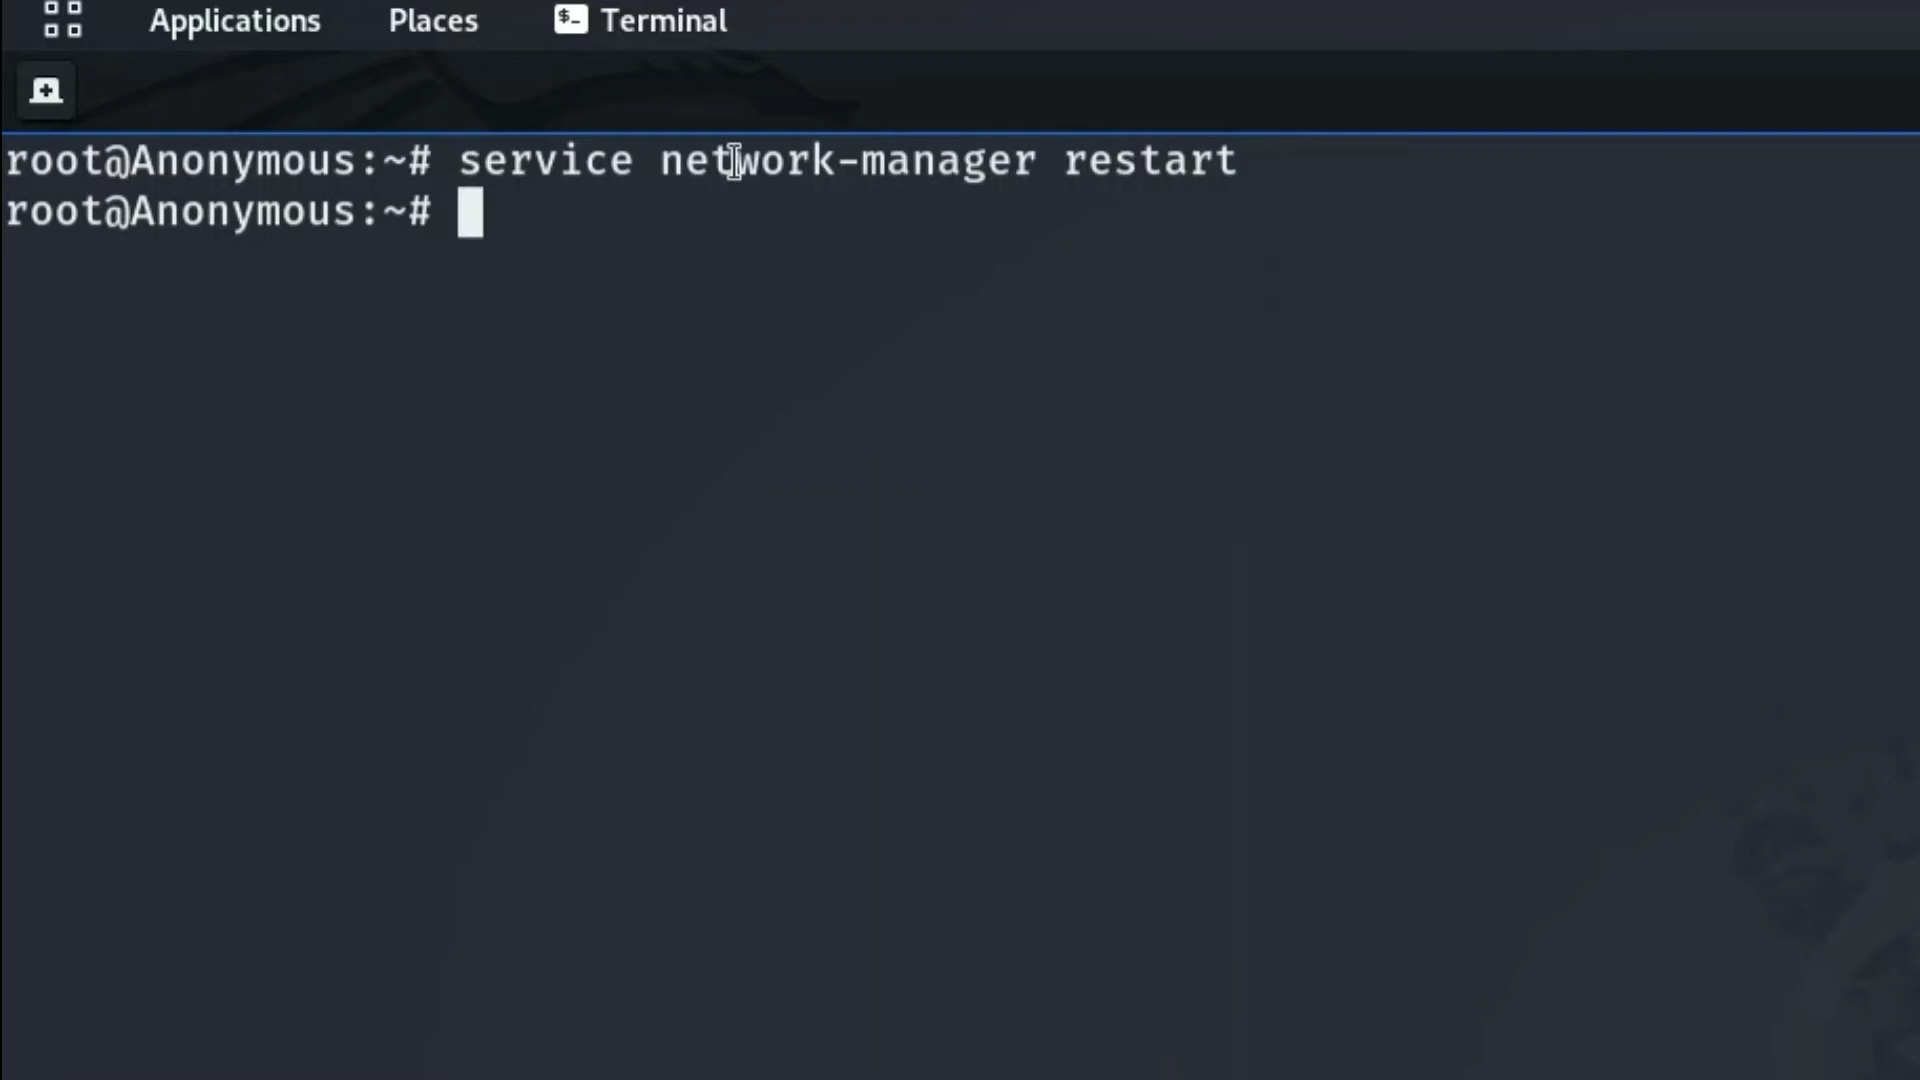 Applications Places $_ Terminal
root@Anonymous:~# service network-manager restart
root@Anonymous:~#